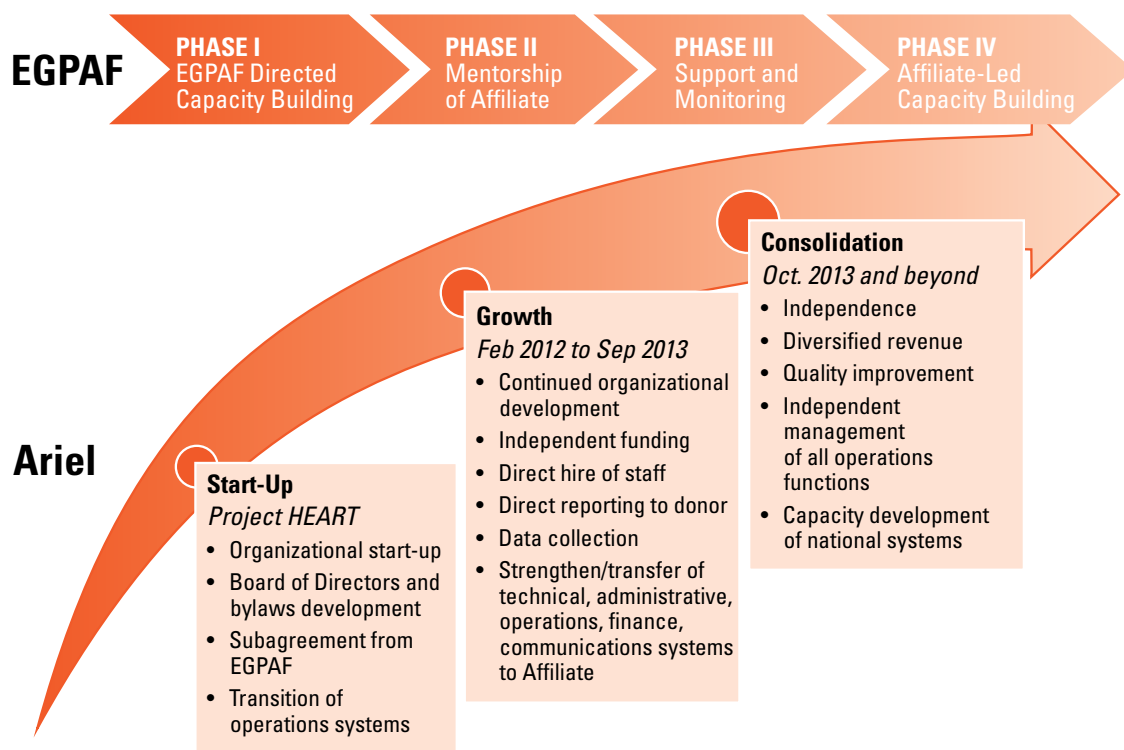 EGPAF
PHASE I
EGPAF Directed
Capacity Building
PHASE II
Mentorship
of Affiliate
PHASE III
Support and
Monitoring
PHASE IV
Affiliate-Led
Capacity Building
Ariel
Start-Up
Project HEART
• Organizational start-up
• Board of Directors and
bylaws development
• Subagreement from
EGPAF
• Transition of
operations systems
Growth
Feb 2012 to Sep 2013
• Continued organizational
development
• Independent funding
• Direct hire of staff
• Direct reporting to donor
• Data collection
• Strengthen/transfer of
technical, administrative,
operations, finance,
communications systems
to Affiliate
Consolidation
Oct. 2013 and beyond
• Independence
• Diversified revenue
• Quality improvement
• Independent
management
of all operations
functions
• Capacity development
of national systems